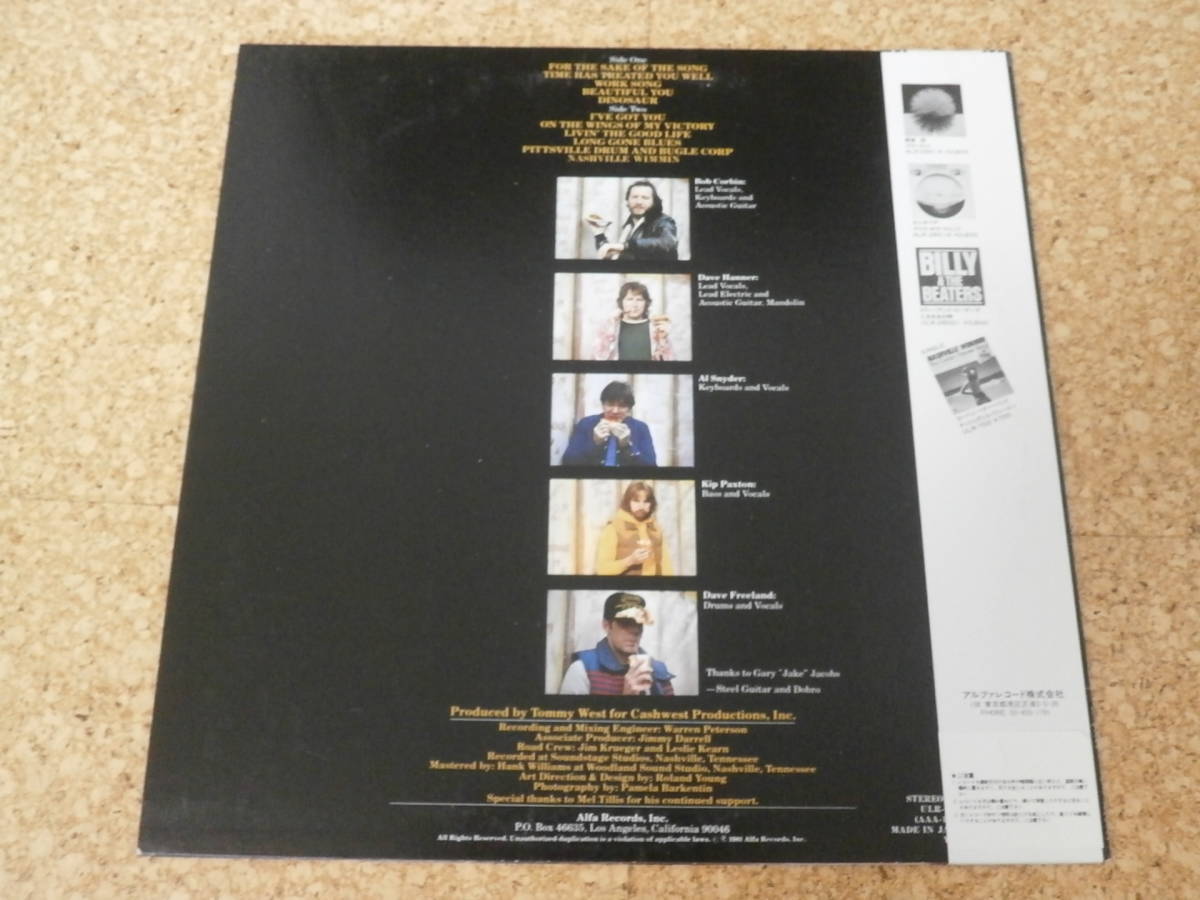 Side One
FOR THE SAKE OF THE SONG
TIME HAS TREATED YOU WELL
WORK SONG
BEAUTIFUL YOU
DINOSAUR
Side Two
I'VE GOT YOU
ON THE WINGS OF MY VICTORY
LIVIN' THE GOOD LIFE
LONG GONE BLUES
PITTSVILLE DRUM AND BUGLE CORP
NASHVILLE WIMMIN
Bob Corbin:
Lead Vocals,
Keyboards and
Acoustic Guitar
Dave Hanner:
Lead Vocals,
Lead Electric and
Acoustic Guitar, Mandolin
Al Snyder:
Keyboards and Vocals
Kip Paxton:
Bass and Vocals
Dave Freeland:
Drums and Vocals
Thanks to Gary "Jake" Jacobs
—Steel Guitar and Dobro
Produced by Tommy West for Cashwest Productions, Inc.
Recording and Mixing Engineer: Warren Peterson
Associate Producer: Jimmy Darrell
Road Crew: Jim Krueger and Leslie Kearn
Recorded at Soundstage Studios, Nashville, Tennessee
Mastered by: Hank Williams at Woodland Sound Studio, Nashville, Tennessee
Art Direction & Design by: Roland Young
Photography by: Pamela Barkentin
Special thanks to Mel Tillis for his continued support.
Alfa Records, Inc.
P.O. Box 46635, Los Angeles, California 90046
All Rights Reserved. Unauthorized duplication is a violation of applicable laws. © ℗ 1981 Alfa Records, Inc.
STEREO
ULR-
(AAA-
MADE IN JA
BILLY
& THE
BEATERS
NASHVILLE WIMMIN
アルファレコード株式会社